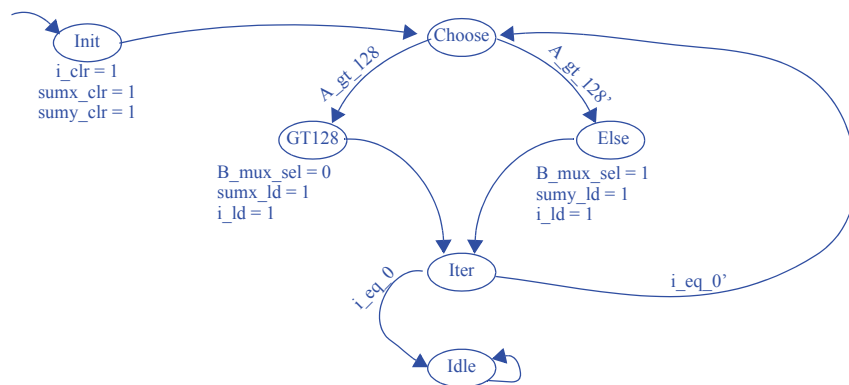 Init
i_clr = 1
sumx_clr = 1
sumy_clr = 1
Choose
A_gt_128
A_gt_128’
GT128
B_mux_sel = 0
sumx_ld = 1
i_ld = 1
Else
B_mux_sel = 1
sumy_ld = 1
i_ld = 1
Iter
i_eq_0
i_eq_0’
Idle